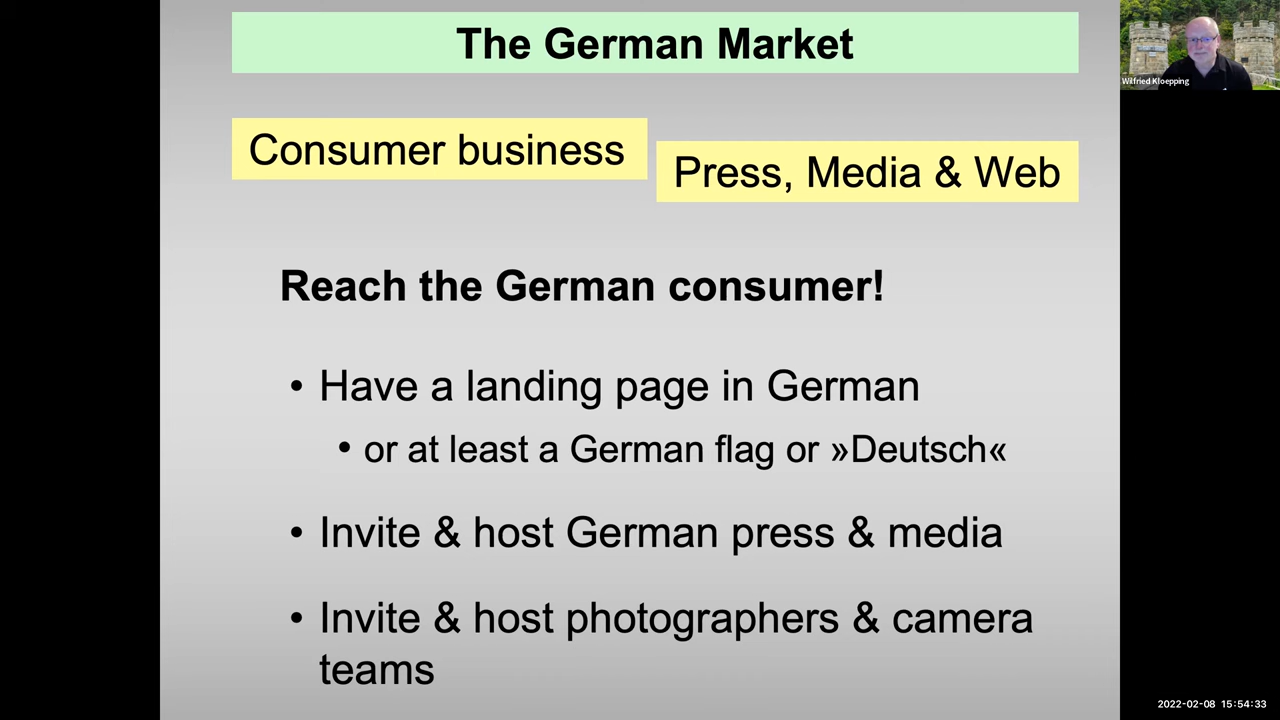 The German Market
Wilfried Kloepping
Consumer business
Press, Media & Web
Reach the German consumer!
• Have a landing page in German
• or at least a German flag or »Deutsch«
• Invite & host German press & media
• Invite & host photographers & camera
teams
2022-02-08 15:54:33